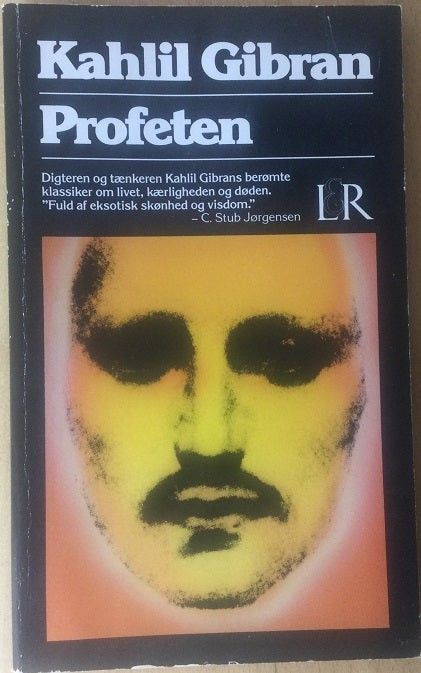 Kahlil Gibran
Profeten
Digteren og tænkeren Kahlil Gibrans berømte
klassiker om livet, kærligheden og døden.
"Fuld af eksotisk skønhed og visdom."
– C. Stub Jørgensen
L&R